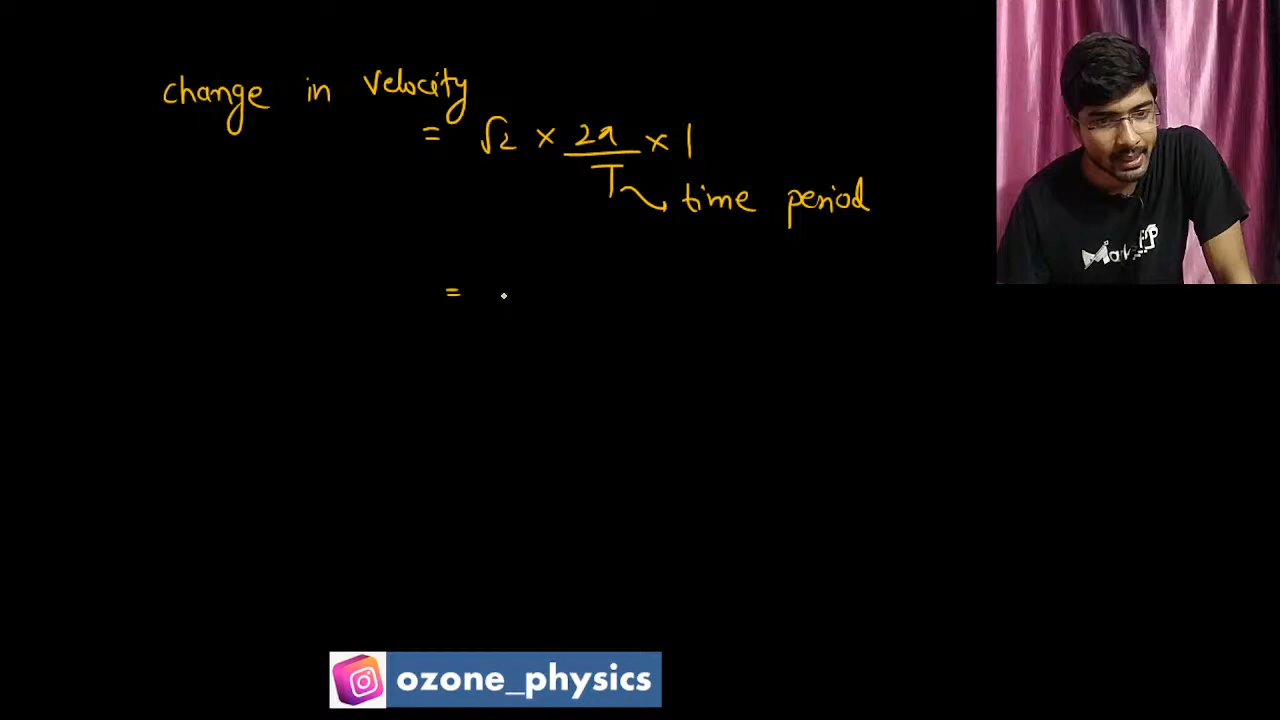 change in velocity
= √2 × 2π/T × 1
time period
=
ozone_physics